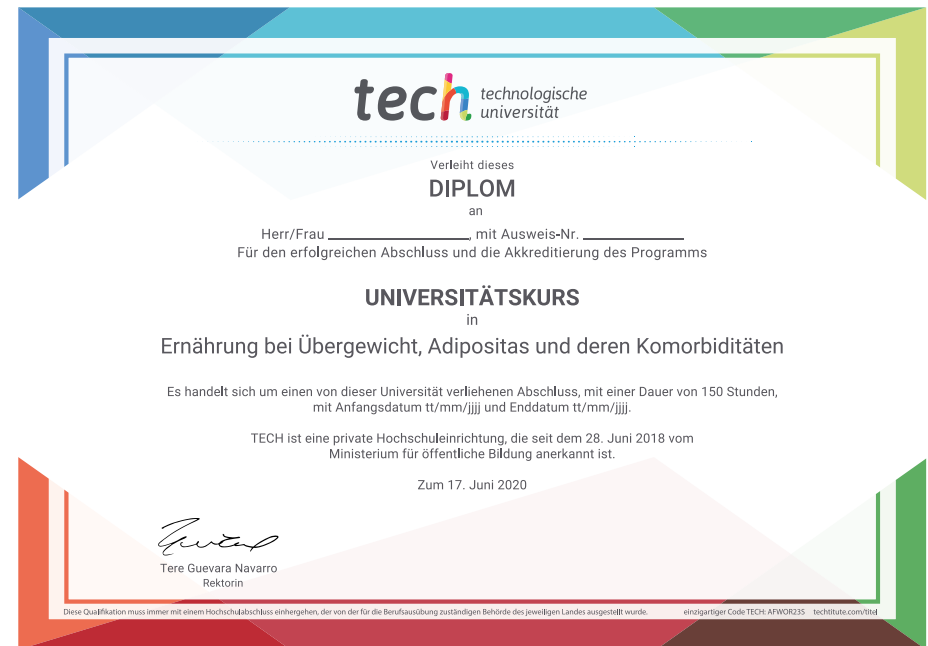 tech technologische
universität
Verleiht dieses
DIPLOM
an
Herr/Frau ____________, mit Ausweis-Nr. ____________
Für den erfolgreichen Abschluss und die Akkreditierung des Programms
UNIVERSITÄTSKURS
in
Ernährung bei Übergewicht, Adipositas und deren Komorbiditäten
Es handelt sich um einen von dieser Universität verliehenen Abschluss, mit einer Dauer von 150 Stunden,
mit Anfangsdatum tt/mm/jjjj und Enddatum tt/mm/jjjj.
TECH ist eine private Hochschuleinrichtung, die seit dem 28. Juni 2018 vom
Ministerium für öffentliche Bildung anerkannt ist.
Zum 17. Juni 2020
Tere Guevara Navarro
Rektorin
Diese Qualifikation muss immer mit einem Hochschulabschluss einhergehen, der von der für die Berufsausübung zuständigen Behörde des jeweiligen Landes ausgestellt wurde. einzigartiger Code TECH: AFWOR23S techtitute.com/titel